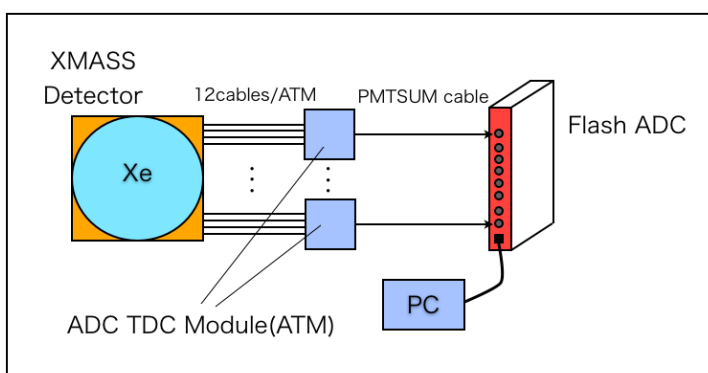 XMASS
Detector
12cables/ATM
PMTSUM cable
Flash ADC
Xe
PC
ADC TDC Module(ATM)